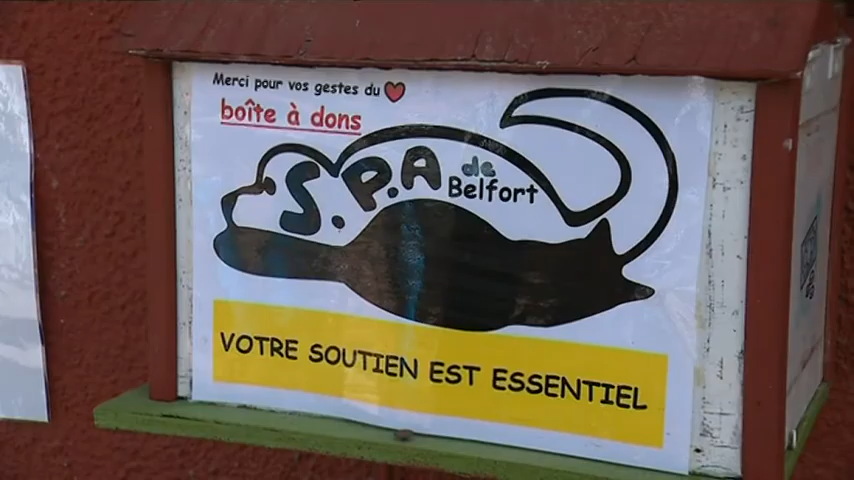 Merci pour vos gestes du
boîte à dons
S.P.A de
Belfort
VOTRE SOUTIEN EST ESSENTIEL